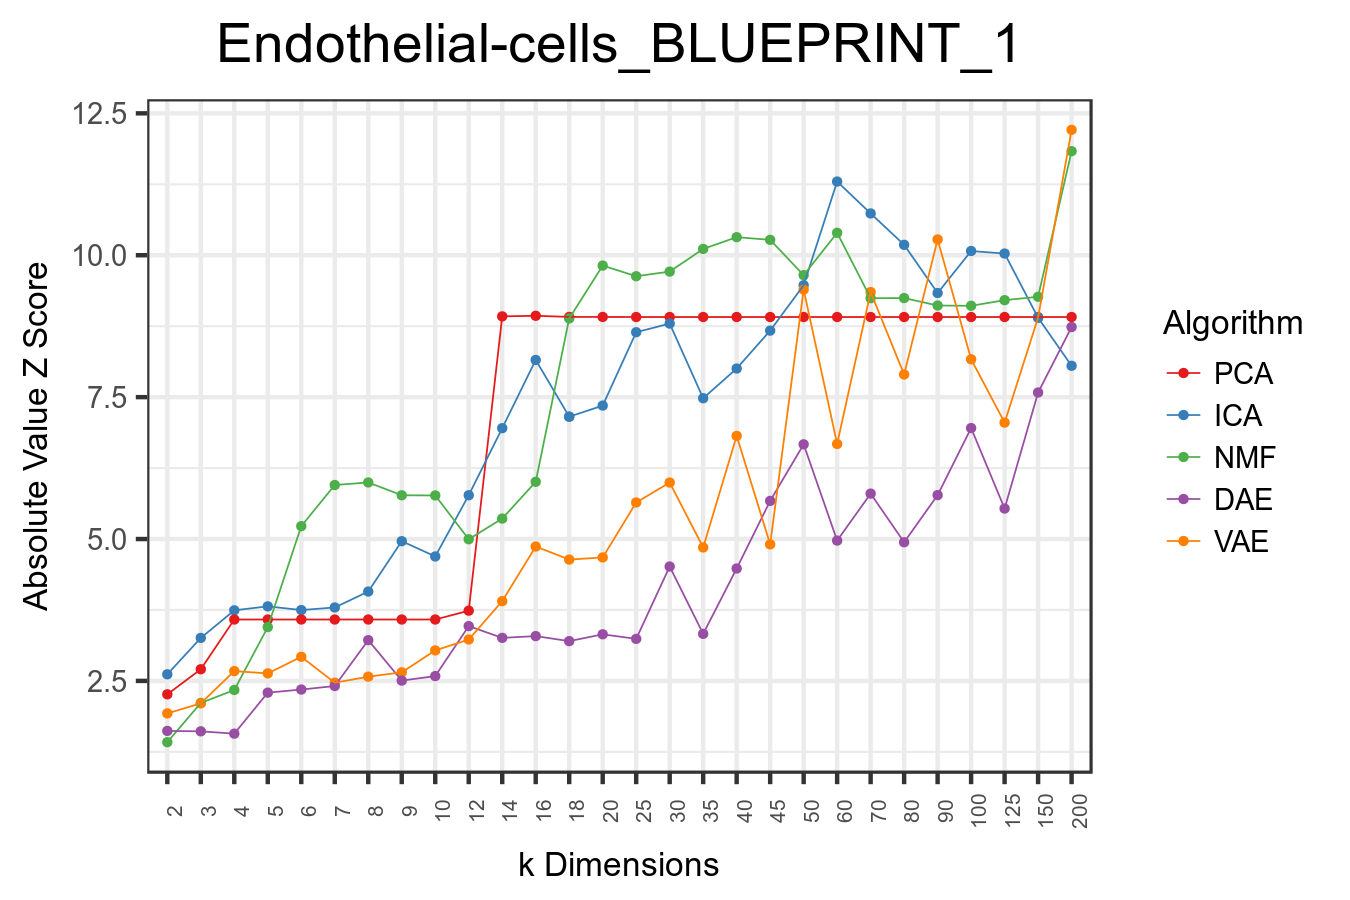 Endothelial-cells_BLUEPRINT_1
Absolute Value Z Score
12.5
10.0
7.5
5.0
2.5
2 3 4 5 6 7 8 9 10 12 14 16 18 20 25 30 35 40 45 50 60 70 80 90 100 125 150 200
k Dimensions
Algorithm
PCA
ICA
NMF
DAE
VAE